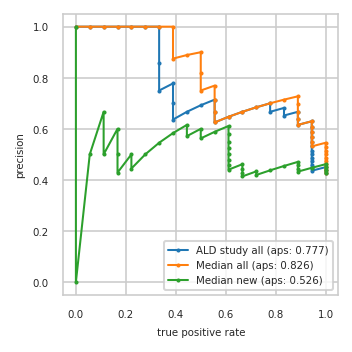 1.0
0.8
0.6
0.4
0.2
0.0
precision
0.0 0.2 0.4 0.6 0.8 1.0
true positive rate
ALD study all (aps: 0.777)
Median all (aps: 0.826)
Median new (aps: 0.526)